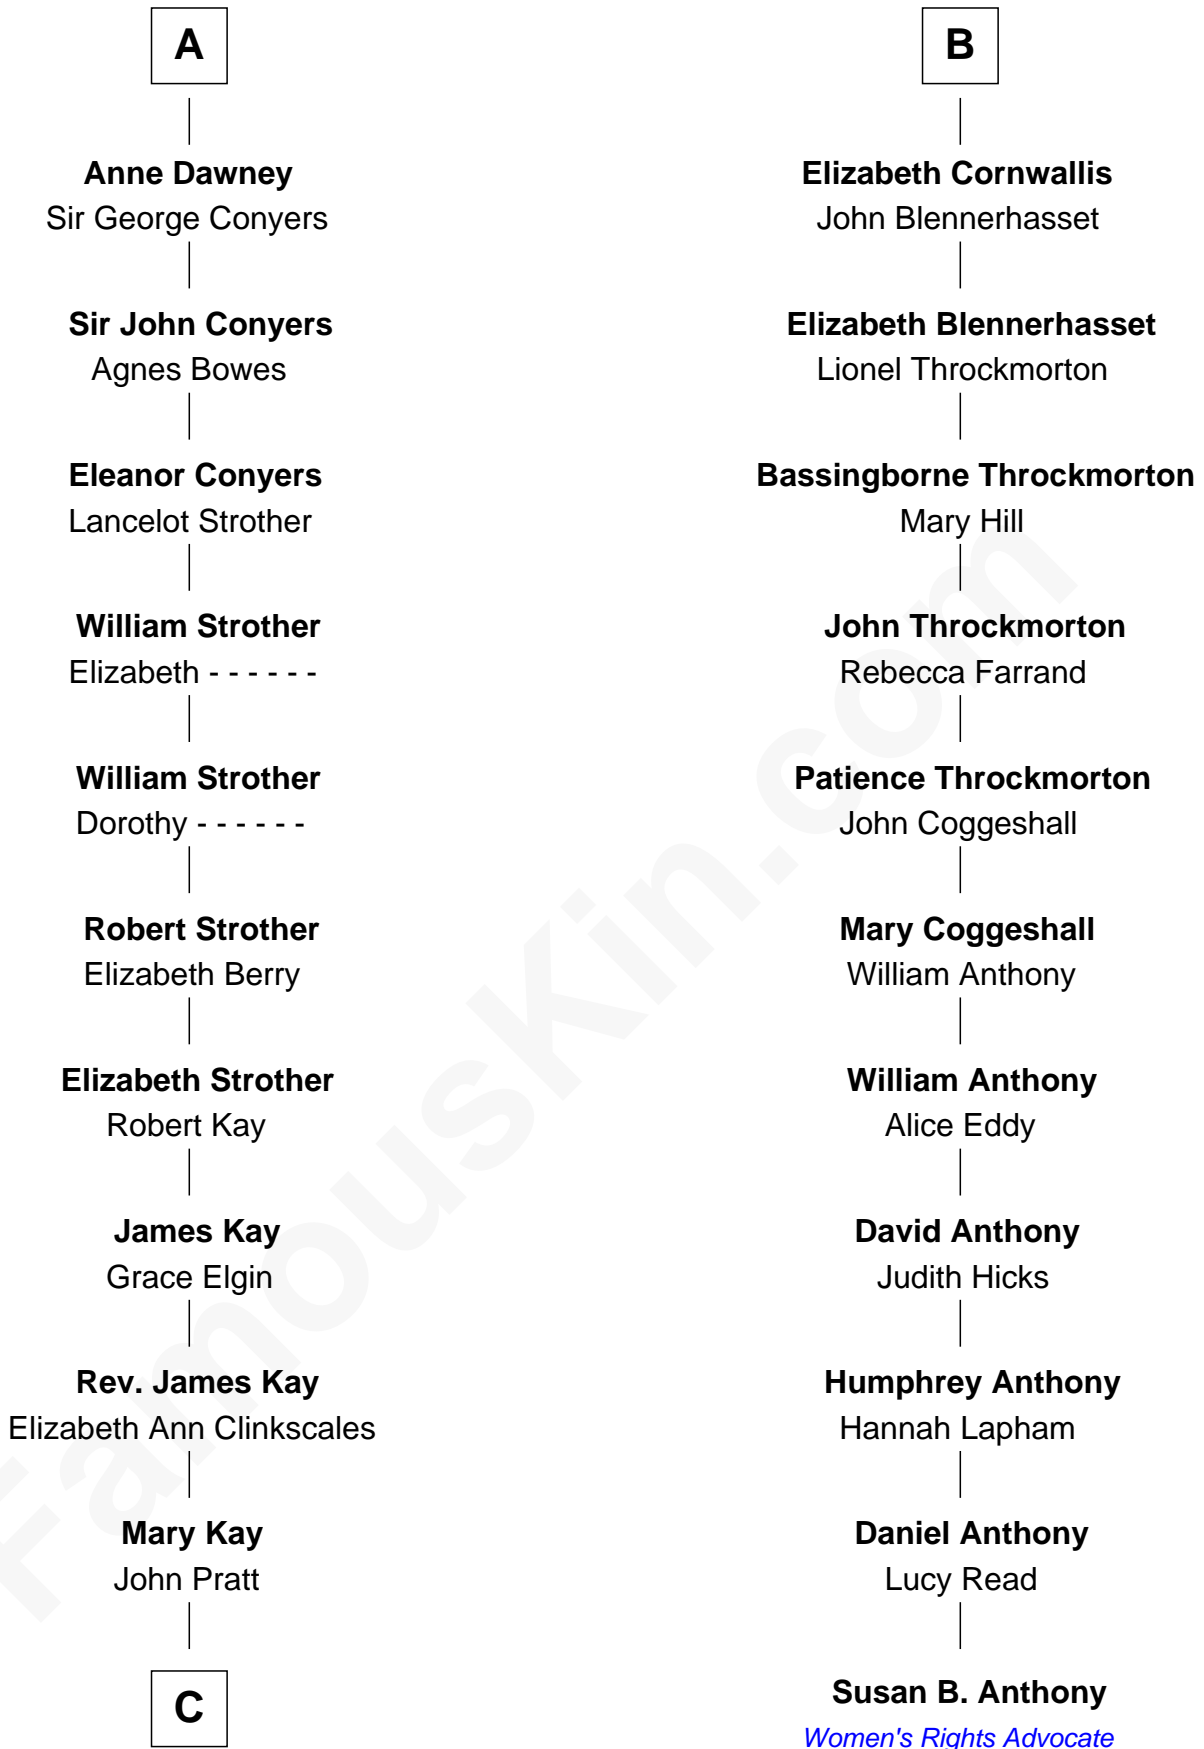 A
Anne Dawney
Sir George Conyers
Sir John Conyers
Agnes Bowes
Eleanor Conyers
Lancelot Strother
William Strother
Elizabeth - - - - - -
William Strother
Dorothy - - - - - -
Robert Strother
Elizabeth Berry
Elizabeth Strother
Robert Kay
James Kay
Grace Elgin
Rev. James Kay
Elizabeth Ann Clinkscales
Mary Kay
John Pratt
C
B
Elizabeth Cornwallis
John Blennerhasset
Elizabeth Blennerhasset
Lionel Throckmorton
Bassingborne Throckmorton
Mary Hill
John Throckmorton
Rebecca Farrand
Patience Throckmorton
John Coggeshall
Mary Coggeshall
William Anthony
William Anthony
Alice Eddy
David Anthony
Judith Hicks
Humphrey Anthony
Hannah Lapham
Daniel Anthony
Lucy Read
Susan B. Anthony
Women's Rights Advocate
FamousKin.com